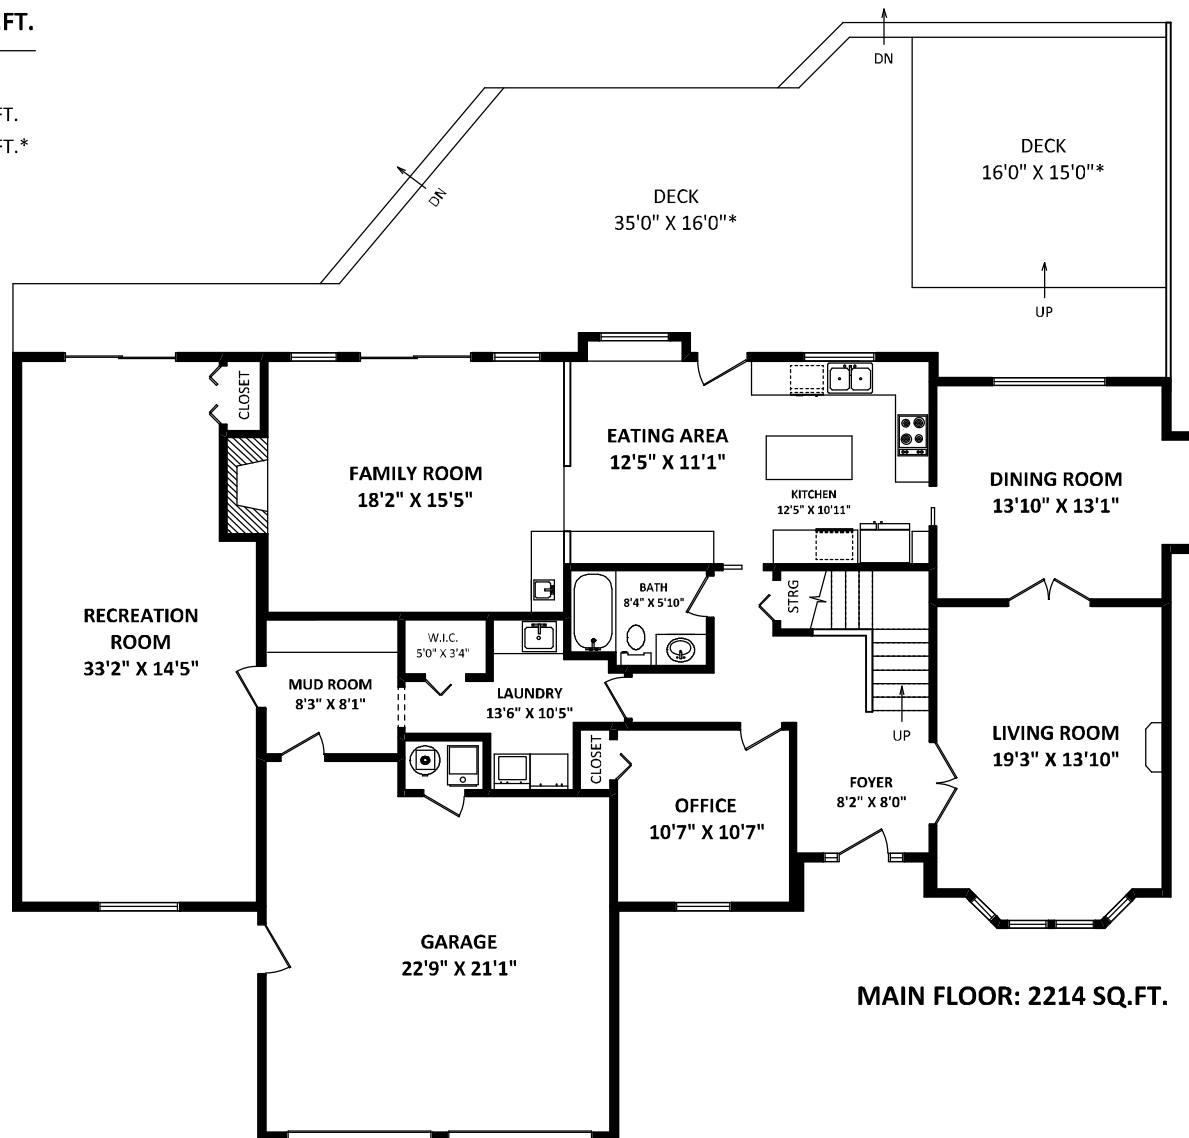 .FT.
FT.
FT.*
DN
DECK
16'0" X 15'0"*
DN
DECK
35'0" X 16'0"*
UP
CLOSET
EATING AREA
12'5" X 11'1"
FAMILY ROOM
18'2" X 15'5"
KITCHEN
12'5" X 10'11"
DINING ROOM
13'10" X 13'1"
RECREATION
ROOM
33'2" X 14'5"
BATH
8'4" X 5'10"
STRG
W.I.C.
5'0" X 3'4"
MUD ROOM
8'3" X 8'1"
LAUNDRY
13'6" X 10'5"
UP
LIVING ROOM
19'3" X 13'10"
CLOSET
FOYER
8'2" X 8'0"
OFFICE
10'7" X 10'7"
GARAGE
22'9" X 21'1"
MAIN FLOOR: 2214 SQ.FT.